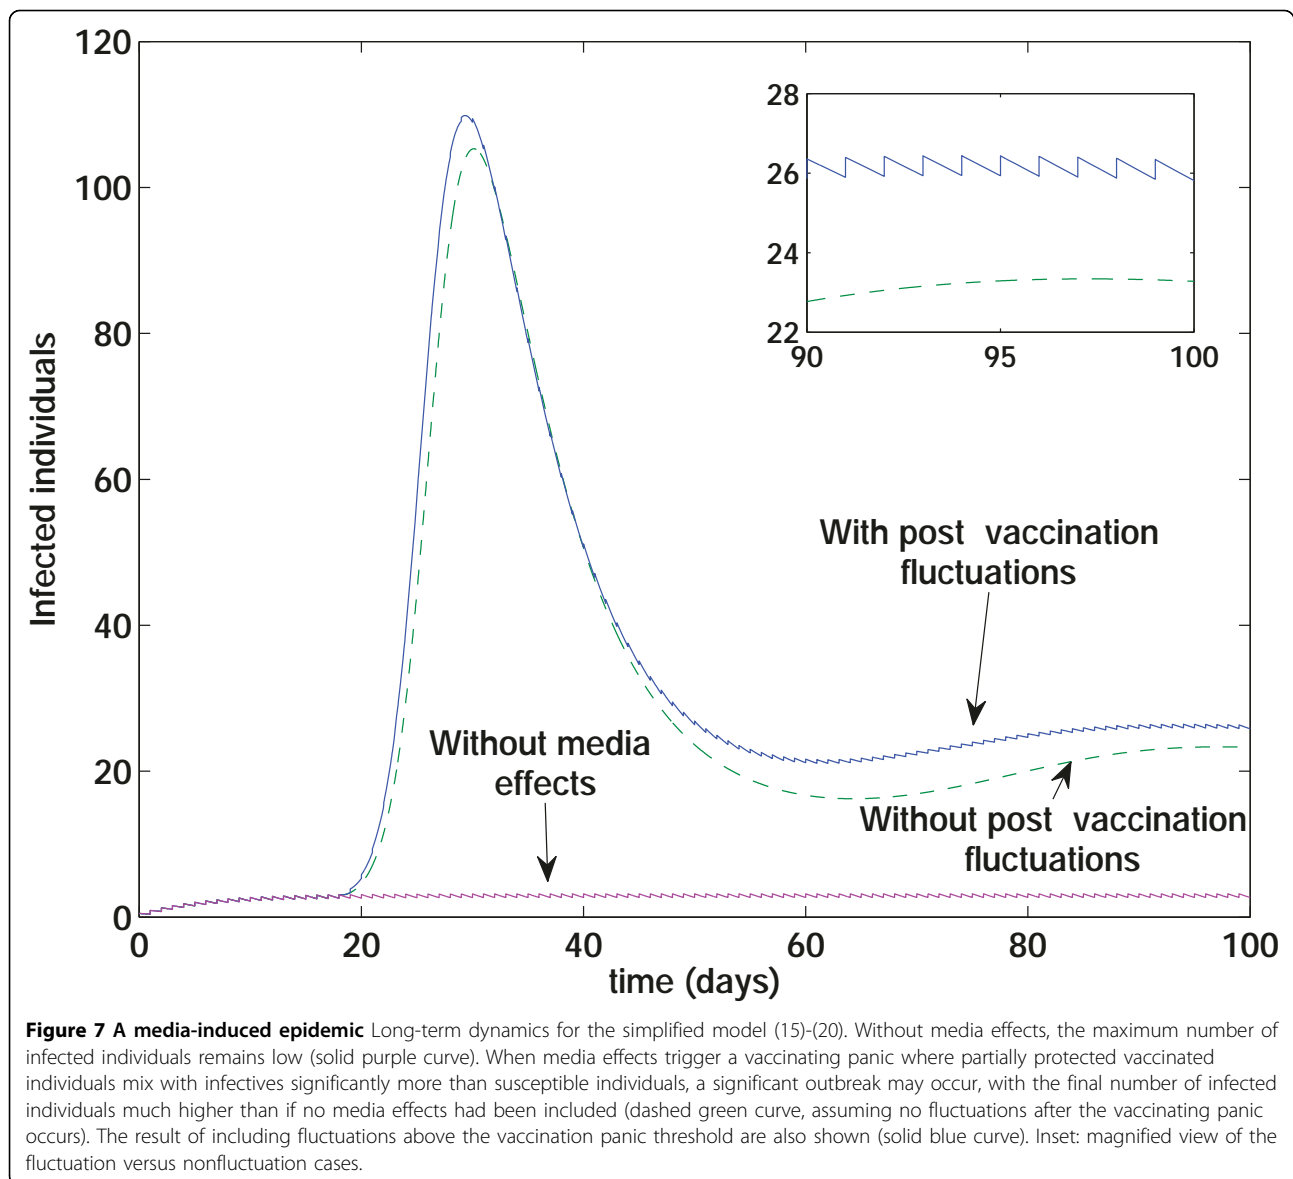 120
100
80
60
40
20
0
Infected individuals
28
26
24
22
90
95
100
With post vaccination
fluctuations
Without media
effects
Without post vaccination
fluctuations
0
20
40
60
80
100
time (days)
Figure 7 A media-induced epidemic Long-term dynamics for the simplified model (15)-(20). Without media effects, the maximum number of
infected individuals remains low (solid purple curve). When media effects trigger a vaccinating panic where partially protected vaccinated
individuals mix with infectives significantly more than susceptible individuals, a significant outbreak may occur, with the final number of infected
individuals much higher than if no media effects had been included (dashed green curve, assuming no fluctuations after the vaccinating panic
occurs). The result of including fluctuations above the vaccination panic threshold are also shown (solid blue curve). Inset: magnified view of the
fluctuation versus nonfluctuation cases.